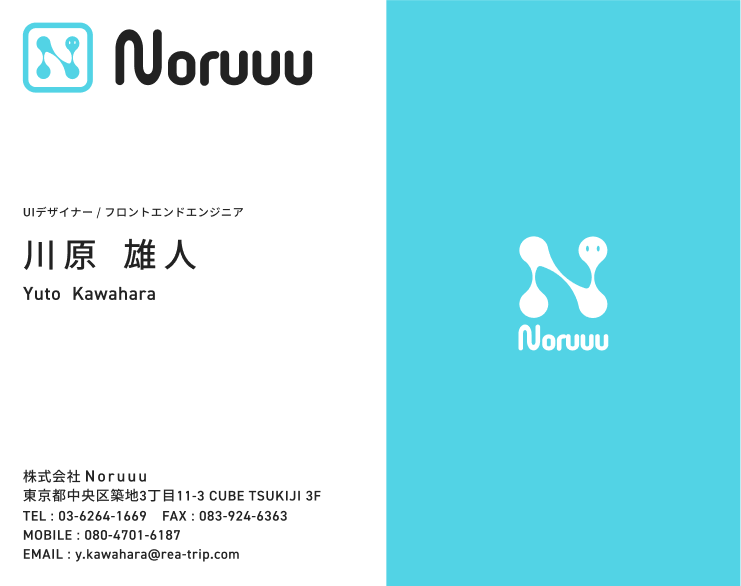 Noruuu
UIデザイナー / フロントエンドエンジニア
川原 雄人
Yuto Kawahara
株式会社 Noruuu
東京都中央区築地3丁目11-3 CUBE TSUKIJI 3F
TEL : 03-6264-1669 FAX : 083-924-6363
MOBILE : 080-4701-6187
EMAIL : y.kawahara@rea-trip.com
Noruuu